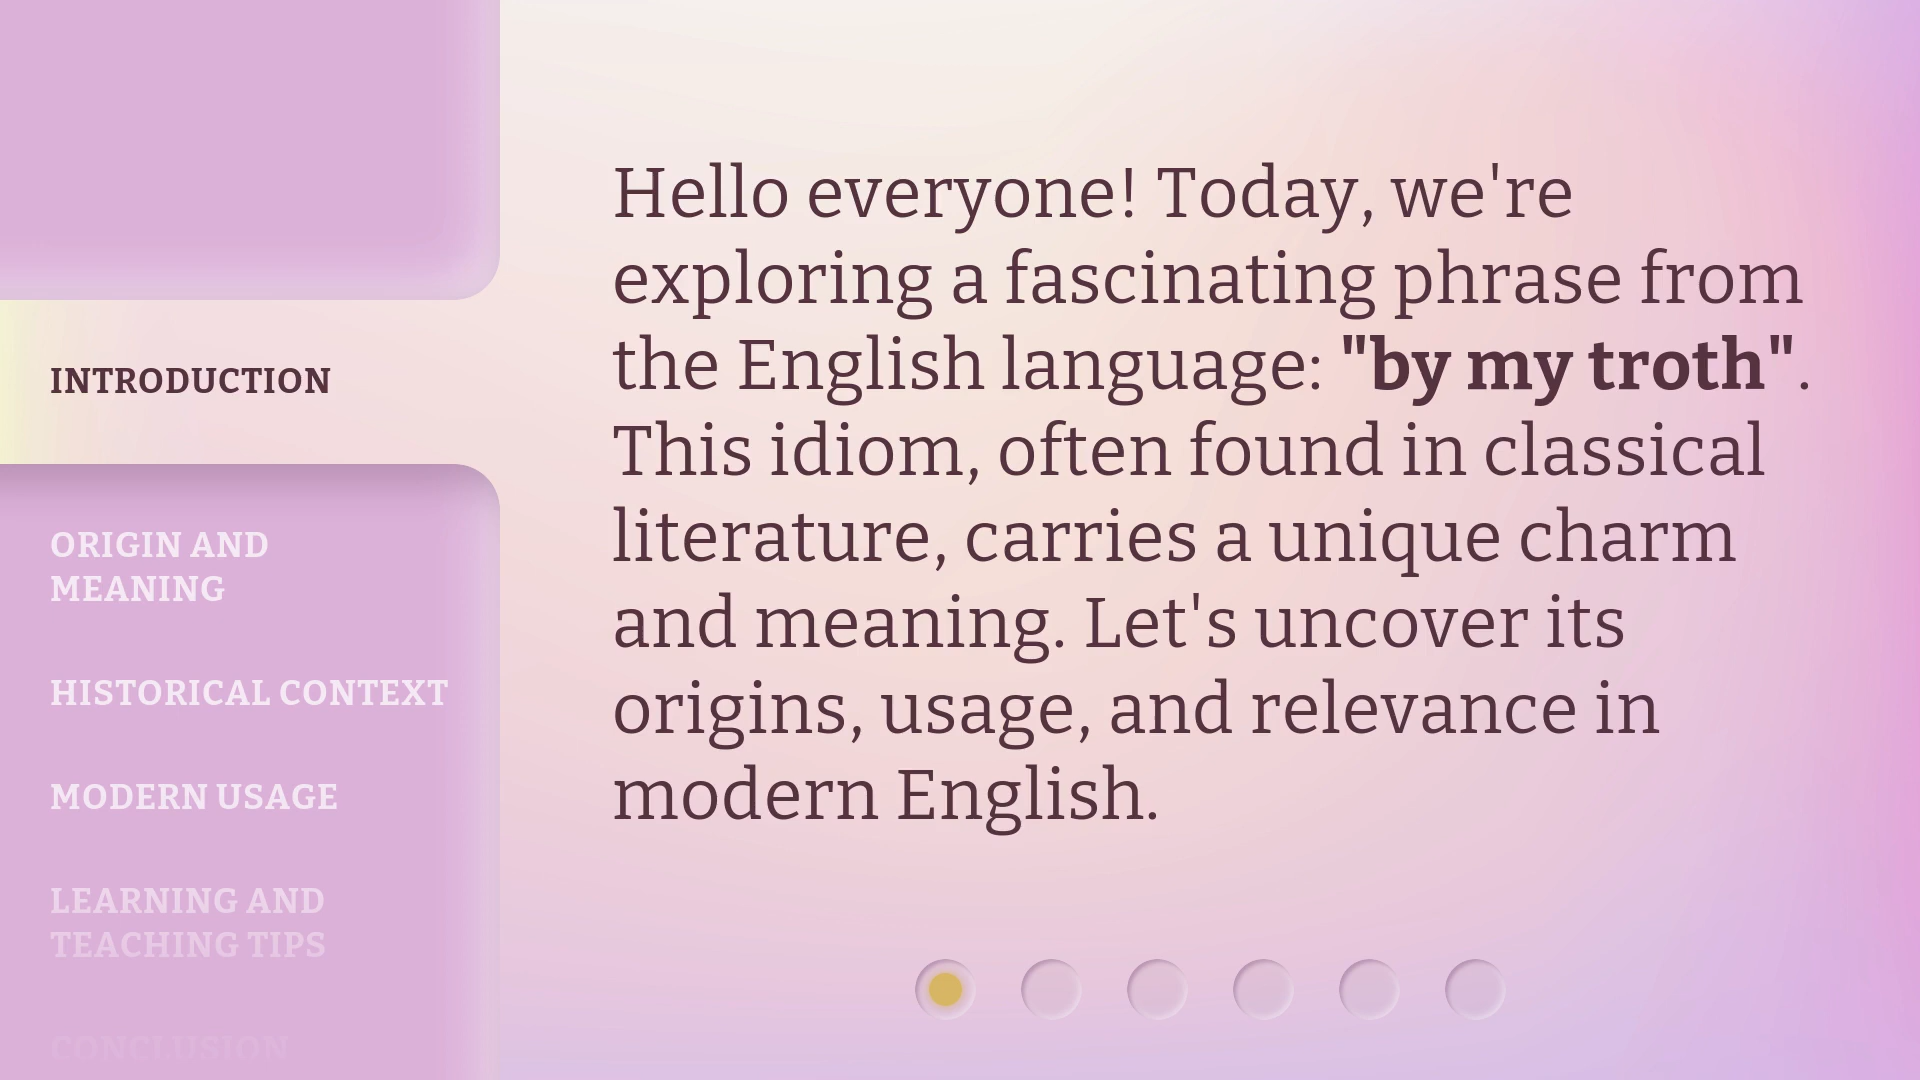 INTRODUCTION
ORIGIN AND
MEANING
HISTORICAL CONTEXT
MODERN USAGE
LEARNING AND
TEACHING TIPS
CONCLUSION
Hello everyone! Today, we're
exploring a fascinating phrase from
the English language: "by my troth".
This idiom, often found in classical
literature, carries a unique charm
and meaning. Let's uncover its
origins, usage, and relevance in
modern English.